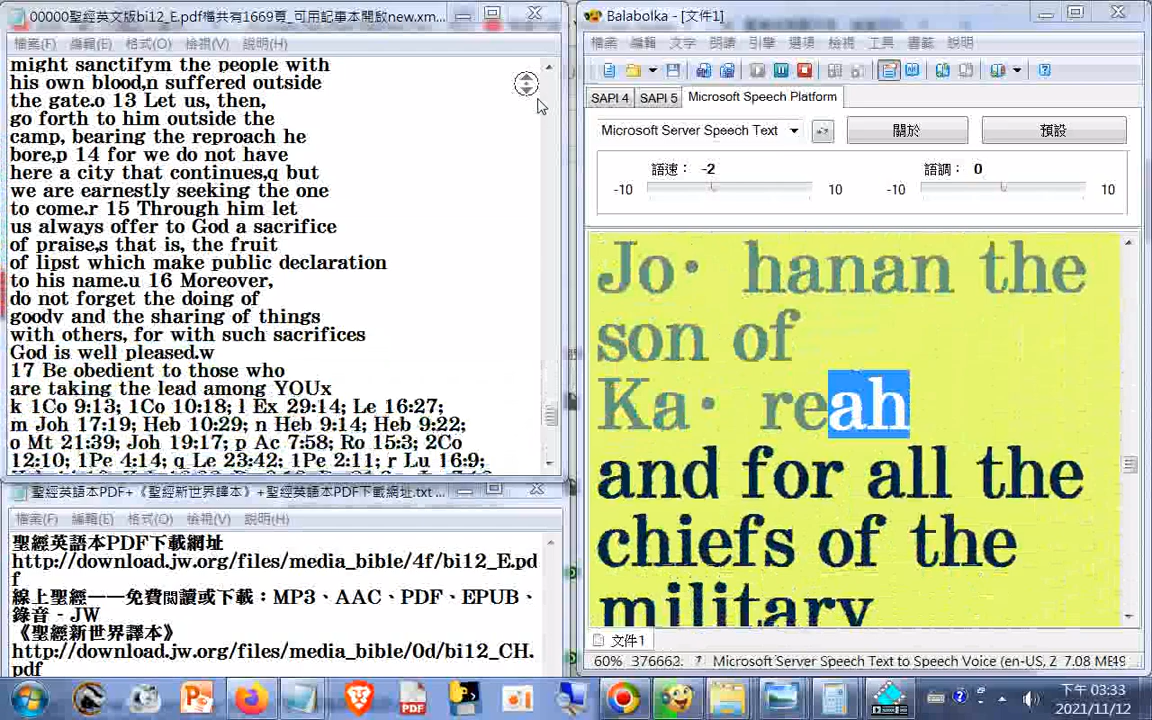 00000聖經英文版bi12_E.pdf檔共有1669頁_可用記事本開啟new.xm...
檔案(F) 編輯(E) 格式(O) 檢視(V) 說明(H)
might sanctifym the people with
his own blood,n suffered outside
the gate.o 13 Let us, then,
go forth to him outside the
camp, bearing the reproach he
bore,p 14 for we do not have
here a city that continues,q but
we are earnestly seeking the one
to come.r 15 Through him let
us always offer to God a sacrifice
of praise,s that is, the fruit
of lipst which make public declaration
to his name.u 16 Moreover,
do not forget the doing of
goodv and the sharing of things
with others, for with such sacrifices
God is well pleased.w
17 Be obedient to those who
are taking the lead among YOUx
k 1Co 9:13; 1Co 10:18; l Ex 29:14; Le 16:27;
m Joh 17:19; Heb 10:29; n Heb 9:14; Heb 9:22;
o Mt 21:39; Joh 19:17; p Ac 7:58; Ro 15:3; 2Co
12:10; 1Pe 4:14; q Le 23:42; 1Pe 2:11; r Lu 16:9;
聖經英語本PDF+《聖經新世界譯本》+聖經英語本PDF下載網址.txt ...
檔案(F) 編輯(E) 格式(O) 檢視(V) 說明(H)
聖經英語本PDF下載網址
http://download.jw.org/files/media_bible/4f/bi12_E.pd
f
線上聖經——免費閱讀或下載：MP3、AAC、PDF、EPUB、
錄音 - JW
《聖經新世界譯本》
http://download.jw.org/files/media_bible/0d/bi12_CH.
pdf
Balabolka - [文件1]
檔案 編輯 文字 朗讀 引擎 選項 檢視 工具 書籤 說明
SAPI 4 SAPI 5 Microsoft Speech Platform
Microsoft Server Speech Text 關於 預設
語速： -2 語調： 0
-10 10 -10 10
Jo· hanan the
son of
Ka· reah
and for all the
chiefs of the
military
文件1
60% 376662. ? Microsoft Server Speech Text to Speech Voice (en-US, Z 7.08 ME49
下午 03:33
2021/11/12